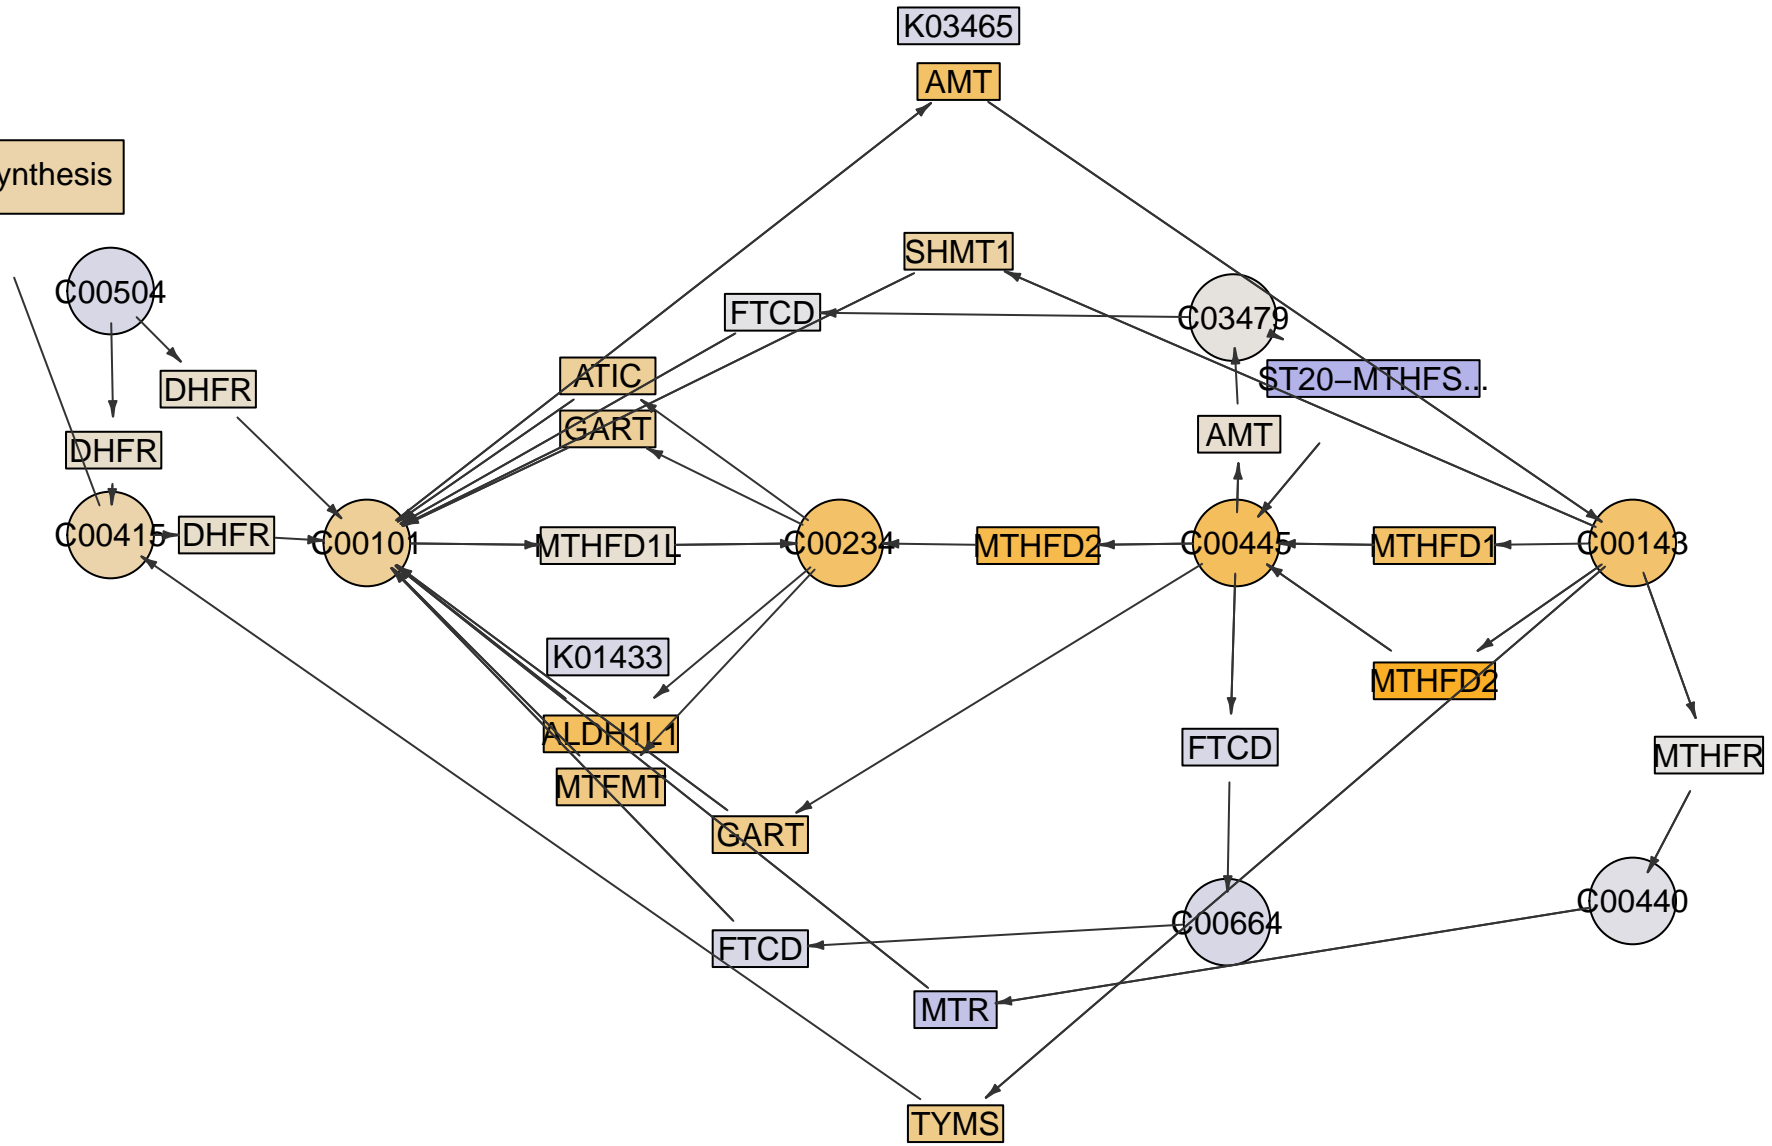 K03465
AMT
ynthesis
SHMT1
C00504
FTCD
C03479
ATIC
ST20−MTHFS...
DHFR
GART
AMT
DHFR
C00415
DHFR
C00101
MTHFD1L
C00234
MTHFD2
C00445
MTHFD1
C00143
K01433
MTHFD2
ALDH1L1
FTCD
MTHFR
MTFMT
GART
C00440
C00664
FTCD
MTR
TYMS